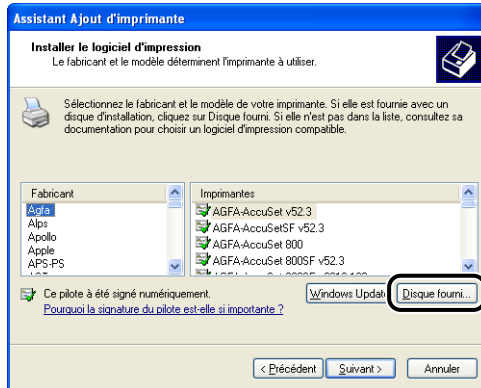 Assistant Ajout d'imprimante
Installer le logiciel d'impression
Le fabricant et le modèle déterminent l'imprimante à utiliser.
Sélectionnez le fabricant et le modèle de votre imprimante. Si elle est fournie avec un
disque d'installation, cliquez sur Disque fourni. Si elle n'est pas dans la liste, consultez sa
documentation pour choisir un logiciel d'impression compatible.
Fabricant
Agfa
Alps
Apollo
Apple
APS-PS
Imprimantes
AGFA-AccuSet v52.3
AGFA-AccuSetSF v52.3
AGFA-AccuSet 800
AGFA-AccuSet 800SF v52.3
Ce pilote à été signé numériquement.
Pourquoi la signature du pilote est-elle si importante ?
Windows Updat
Disque fourni...
< Précédent
Suivant >
Annuler